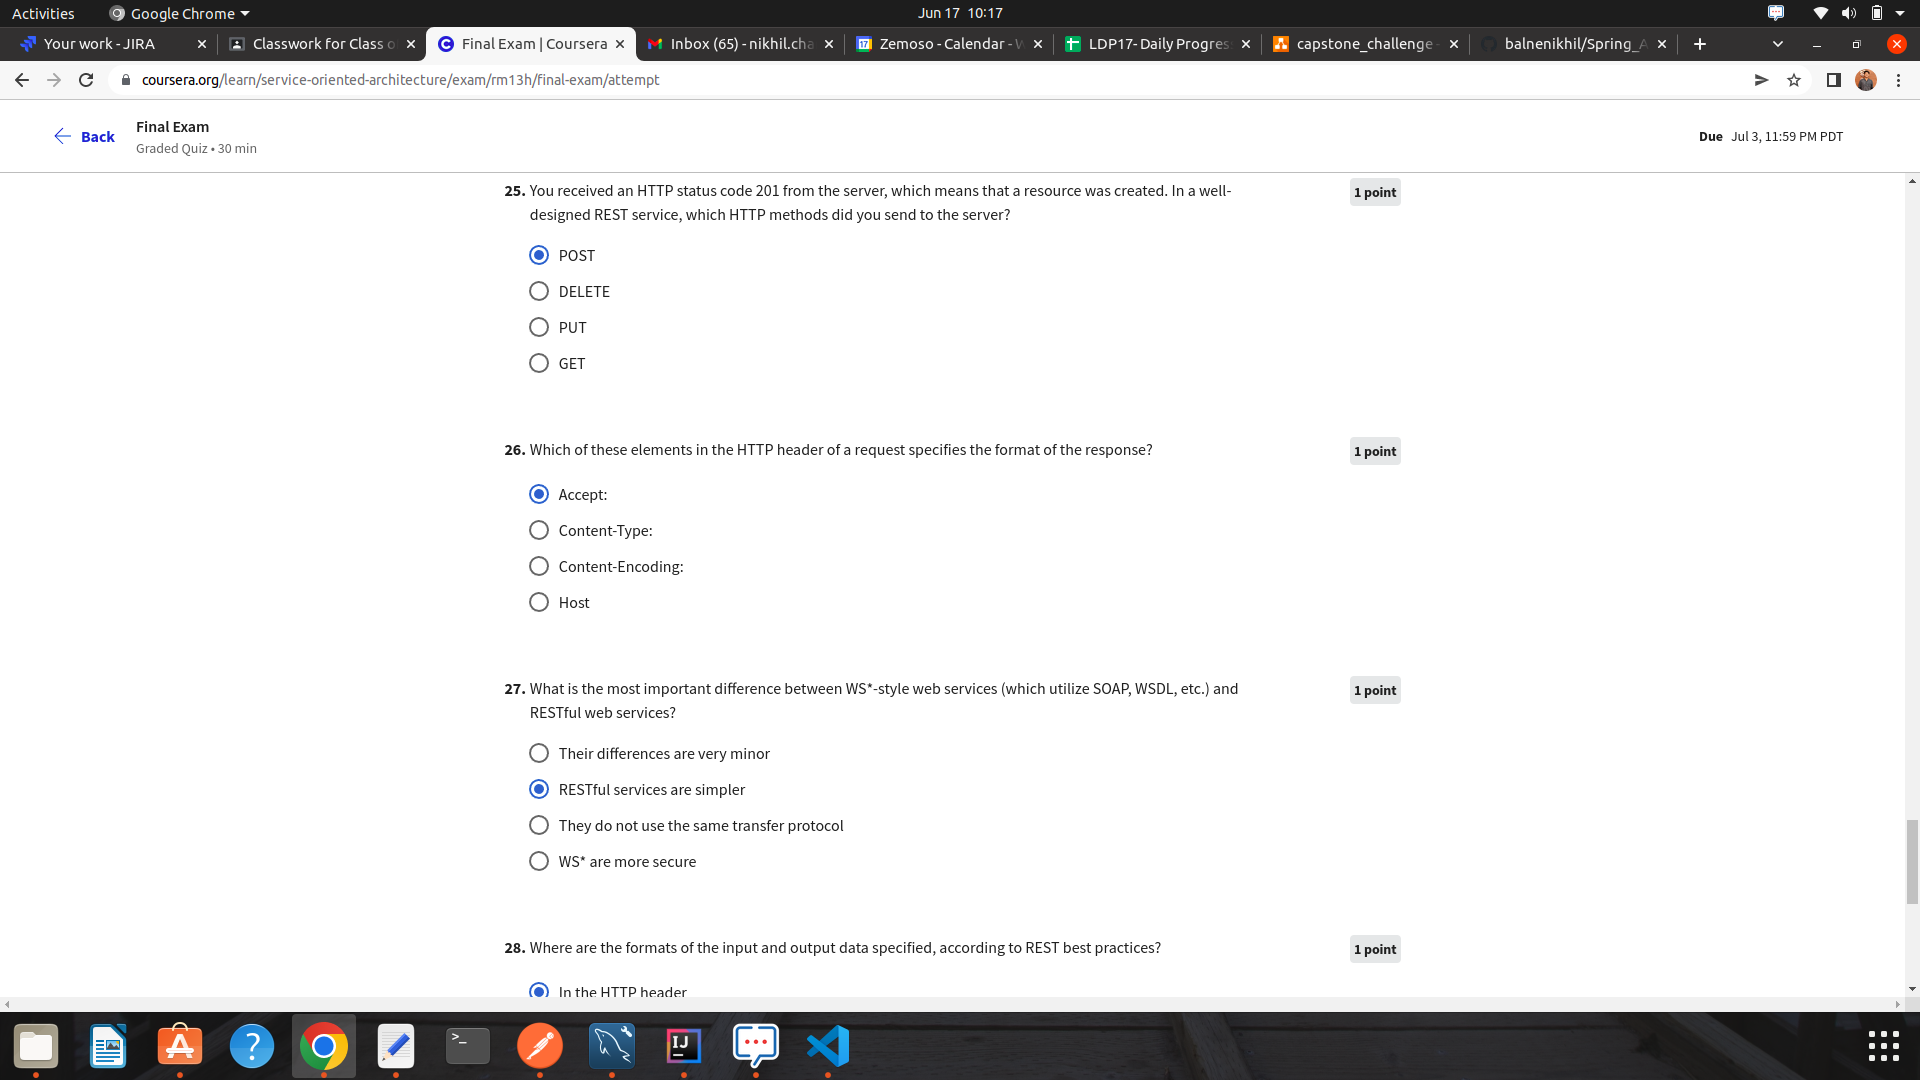 Activities
Google Chrome
Jun 17 10:17
Your work - JIRA
Classwork for Class o
Final Exam | Coursera
Inbox (65) - nikhil.cha
Zemoso - Calendar - W
LDP17- Daily Progres
capstone_challenge -
balnenikhil/Spring_A
coursera.org/learn/service-oriented-architecture/exam/rm13h/final-exam/attempt
Back
Final Exam
Graded Quiz • 30 min
Due Jul 3, 11:59 PM PDT
25. You received an HTTP status code 201 from the server, which means that a resource was created. In a well-
designed REST service, which HTTP methods did you send to the server?
1 point
POST
DELETE
PUT
GET
26. Which of these elements in the HTTP header of a request specifies the format of the response?
1 point
Accept:
Content-Type:
Content-Encoding:
Host
27. What is the most important difference between WS*-style web services (which utilize SOAP, WSDL, etc.) and
RESTful web services?
1 point
Their differences are very minor
RESTful services are simpler
They do not use the same transfer protocol
WS* are more secure
28. Where are the formats of the input and output data specified, according to REST best practices?
1 point
In the HTTP header